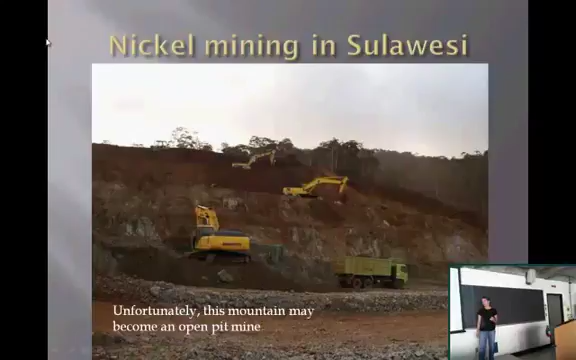 Nickel mining in Sulawesi
Unfortunately, this mountain may
become an open pit mine